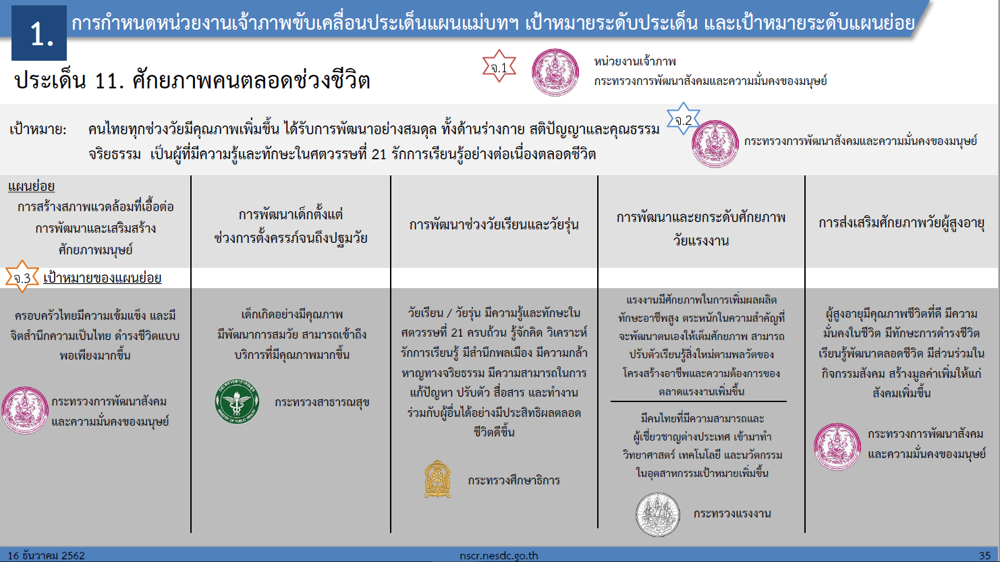 1.
การกำหนดหน่วยงานเจ้าภาพขับเคลื่อนประเด็นแผนแม่บทฯ เป้าหมายระดับประเด็น และเป้าหมายระดับแผนย่อย
ประเด็น 11. ศักยภาพคนตลอดช่วงชีวิต
จ.1
หน่วยงานเจ้าภาพ
กระทรวงการพัฒนาสังคมและความมั่นคงของมนุษย์
เป้าหมาย: คนไทยทุกช่วงวัยมีคุณภาพเพิ่มขึ้น ได้รับการพัฒนาอย่างสมดุล ทั้งด้านร่างกาย สติปัญญาและคุณธรรม
จริยธรรม เป็นผู้ที่มีความรู้และทักษะในศตวรรษที่ 21 รักการเรียนรู้อย่างต่อเนื่องตลอดชีวิต
จ.2
กระทรวงการพัฒนาสังคมและความมั่นคงของมนุษย์
แผนย่อย
การสร้างสภาพแวดล้อมที่เอื้อต่อ
การพัฒนาและเสริมสร้าง
ศักยภาพมนุษย์
การพัฒนาเด็กตั้งแต่
ช่วงการตั้งครรภ์จนถึงปฐมวัย
การพัฒนาช่วงวัยเรียนและวัยรุ่น
การพัฒนาและยกระดับศักยภาพ
วัยแรงงาน
การส่งเสริมศักยภาพวัยผู้สูงอายุ
จ.3
เป้าหมายของแผนย่อย
ครอบครัวไทยมีความเข้มแข็ง และมี
จิตสำนึกความเป็นไทย ดำรงชีวิตแบบ
พอเพียงมากขึ้น
กระทรวงการพัฒนาสังคม
และความมั่นคงของมนุษย์
เด็กเกิดอย่างมีคุณภาพ
มีพัฒนาการสมวัย สามารถเข้าถึง
บริการที่มีคุณภาพมากขึ้น
กระทรวงสาธารณสุข
MINISTRY OF PUBLIC HEALTH
กระทรวงสาธารณสุข
วัยเรียน / วัยรุ่น มีความรู้และทักษะใน
ศตวรรษที่ 21 ครบถ้วน รู้จักคิด วิเคราะห์
รักการเรียนรู้ มีสำนึกพลเมือง มีความกล้า
หาญทางจริยธรรม มีความสามารถในการ
แก้ปัญหา ปรับตัว สื่อสาร และทำงาน
ร่วมกับผู้อื่นได้อย่างมีประสิทธิผลตลอด
ชีวิตดีขึ้น
กระทรวงศึกษาธิการ
แรงงานมีศักยภาพในการเพิ่มผลผลิต
ทักษะอาชีพสูง ตระหนักในความสำคัญที่
จะพัฒนาตนเองให้เต็มศักยภาพ สามารถ
ปรับตัวเรียนรู้สิ่งใหม่ตามพลวัตของ
โครงสร้างอาชีพและความต้องการของ
ตลาดแรงงานเพิ่มขึ้น
มีคนไทยที่มีความสามารถและ
ผู้เชี่ยวชาญต่างประเทศ เข้ามาทำ
วิทยาศาสตร์ เทคโนโลยี และนวัตกรรม
ในอุตสาหกรรมเป้าหมายเพิ่มขึ้น
กระทรวงแรงงาน
ผู้สูงอายุมีคุณภาพชีวิตที่ดี มีความ
มั่นคงในชีวิต มีทักษะการดำรงชีวิต
เรียนรู้พัฒนาตลอดชีวิต มีส่วนร่วมใน
กิจกรรมสังคม สร้างมูลค่าเพิ่มให้แก่
สังคมเพิ่มขึ้น
กระทรวงการพัฒนาสังคม
และความมั่นคงของมนุษย์
16 ธันวาคม 2562
nscr.nesdc.go.th
35